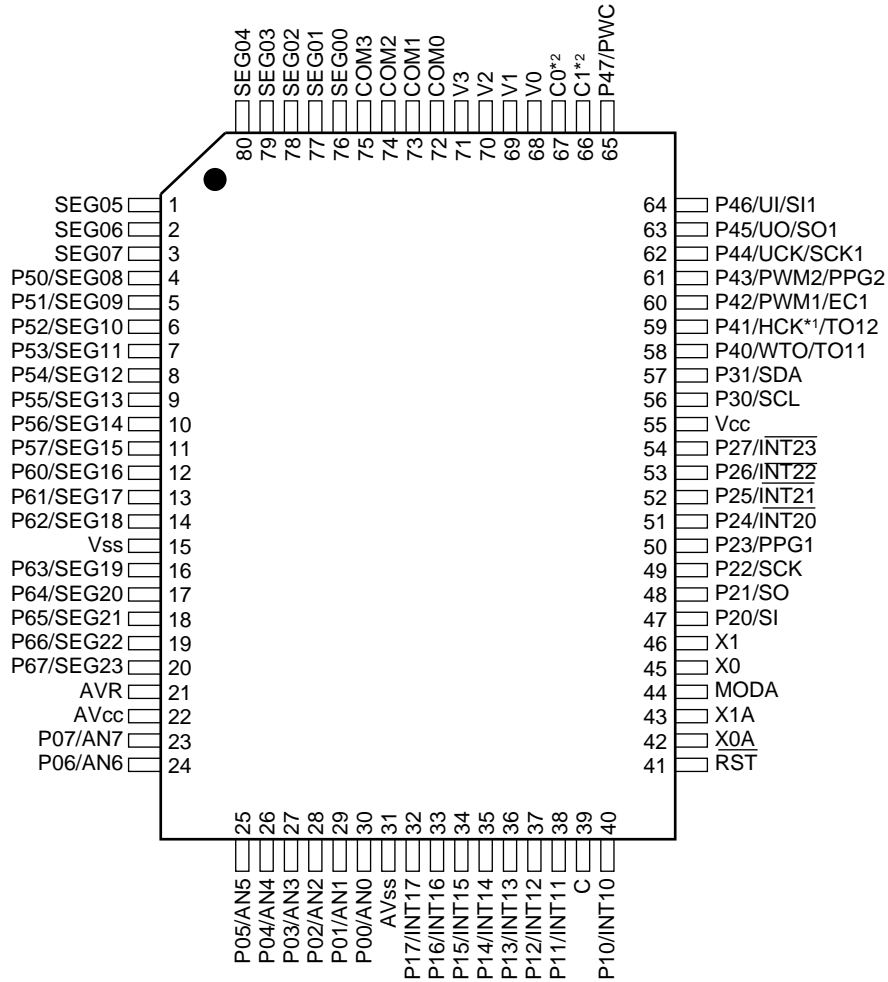 SEG04
SEG03
SEG02
SEG01
SEG00
COM3
COM2
COM1
COM0
V3
V2
V1
V0
C0*2
C1*2
P47/PWC
80
79
78
77
76
75
74
73
72
71
70
69
68
67
66
65
SEG05 1
SEG06 2
SEG07 3
P50/SEG08 4
P51/SEG09 5
P52/SEG10 6
P53/SEG11 7
P54/SEG12 8
P55/SEG13 9
P56/SEG14 10
P57/SEG15 11
P60/SEG16 12
P61/SEG17 13
P62/SEG18 14
Vss 15
P63/SEG19 16
P64/SEG20 17
P65/SEG21 18
P66/SEG22 19
P67/SEG23 20
AVR 21
AVcc 22
P07/AN7 23
P06/AN6 24
64 P46/UI/SI1
63 P45/UO/SO1
62 P44/UCK/SCK1
61 P43/PWM2/PPG2
60 P42/PWM1/EC1
59 P41/HCK*1/TO12
58 P40/WTO/TO11
57 P31/SDA
56 P30/SCL
55 Vcc
54 P27/INT23
53 P26/INT22
52 P25/INT21
51 P24/INT20
50 P23/PPG1
49 P22/SCK
48 P21/SO
47 P20/SI
46 X1
45 X0
44 MODA
43 X1A
42 X0A
41 RST
25
26
27
28
29
30
31
32
33
34
35
36
37
38
39
40
P05/AN5
P04/AN4
P03/AN3
P02/AN2
P01/AN1
P00/AN0
AVss
P17/INT17
P16/INT16
P15/INT15
P14/INT14
P13/INT13
P12/INT12
P11/INT11
C
P10/INT10